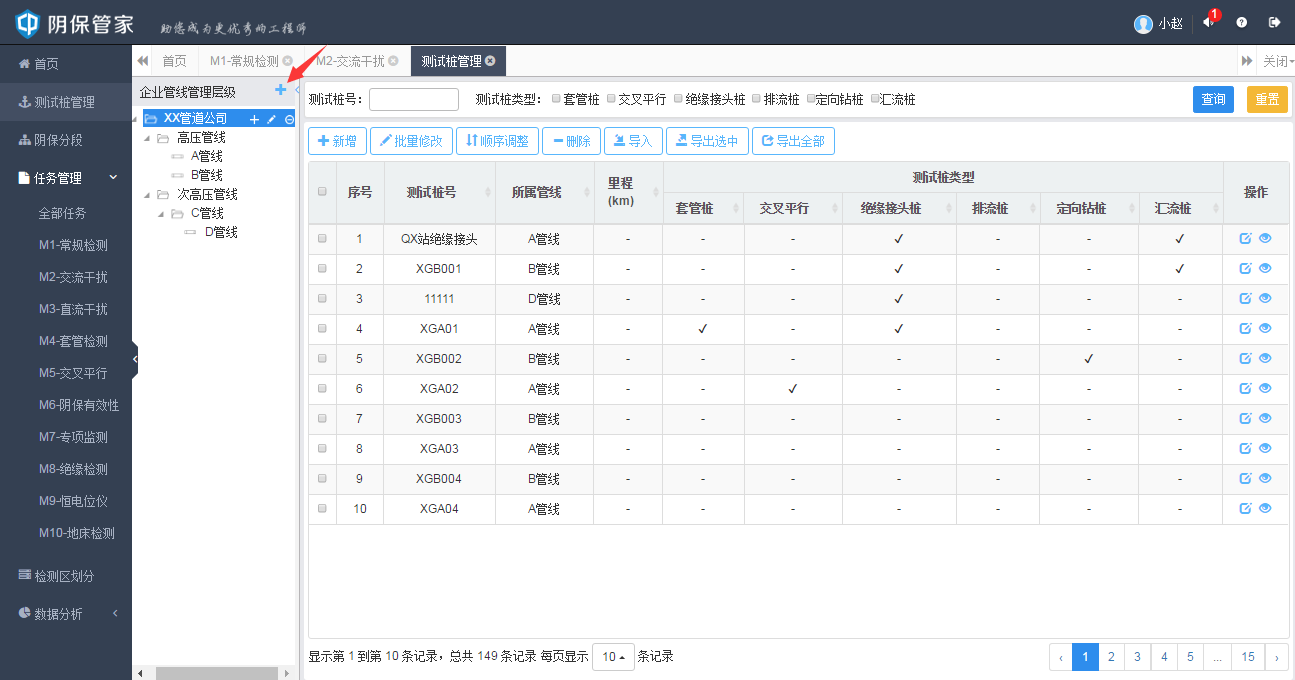 阴保管家 助您成为更优秀的工程师 小赵 1
首页 M1-常规检测 M2-交流干扰 测试桩管理 关闭
首页
测试桩管理
阴保分段
任务管理
全部任务
M1-常规检测
M2-交流干扰
M3-直流干扰
M4-套管检测
M5-交叉平行
M6-阴保有效性
M7-专项监测
M8-绝缘检测
M9-恒电位仪
M10-地床检测
检测区划分
数据分析
企业管线管理层级
XX管道公司
高压管线
A管线
B管线
次高压管线
C管线
D管线
测试桩号： 测试桩类型： 套管桩 交叉平行 绝缘接头桩 排流桩 定向钻桩 汇流桩 查询 重置
新增 批量修改 顺序调整 删除 导入 导出选中 导出全部
序号 测试桩号 所属管线 里程(km) 测试桩类型 操作
套管桩 交叉平行 绝缘接头桩 排流桩 定向钻桩 汇流桩
1 QX站绝缘接头 A管线 - - - ✓ - - ✓
2 XGB001 B管线 - - - ✓ - - ✓
3 11111 D管线 - - - ✓ - - -
4 XGA01 A管线 - ✓ - ✓ - - -
5 XGB002 B管线 - - - - - ✓ -
6 XGA02 A管线 - - ✓ - - - -
7 XGB003 B管线 - - - - - - -
8 XGA03 A管线 - - - - - - -
9 XGB004 B管线 - - - - - - -
10 XGA04 A管线 - - - - - - -
显示第 1 到第 10 条记录，总共 149 条记录 每页显示 10 条记录
‹ 1 2 3 4 5 ... 15 ›